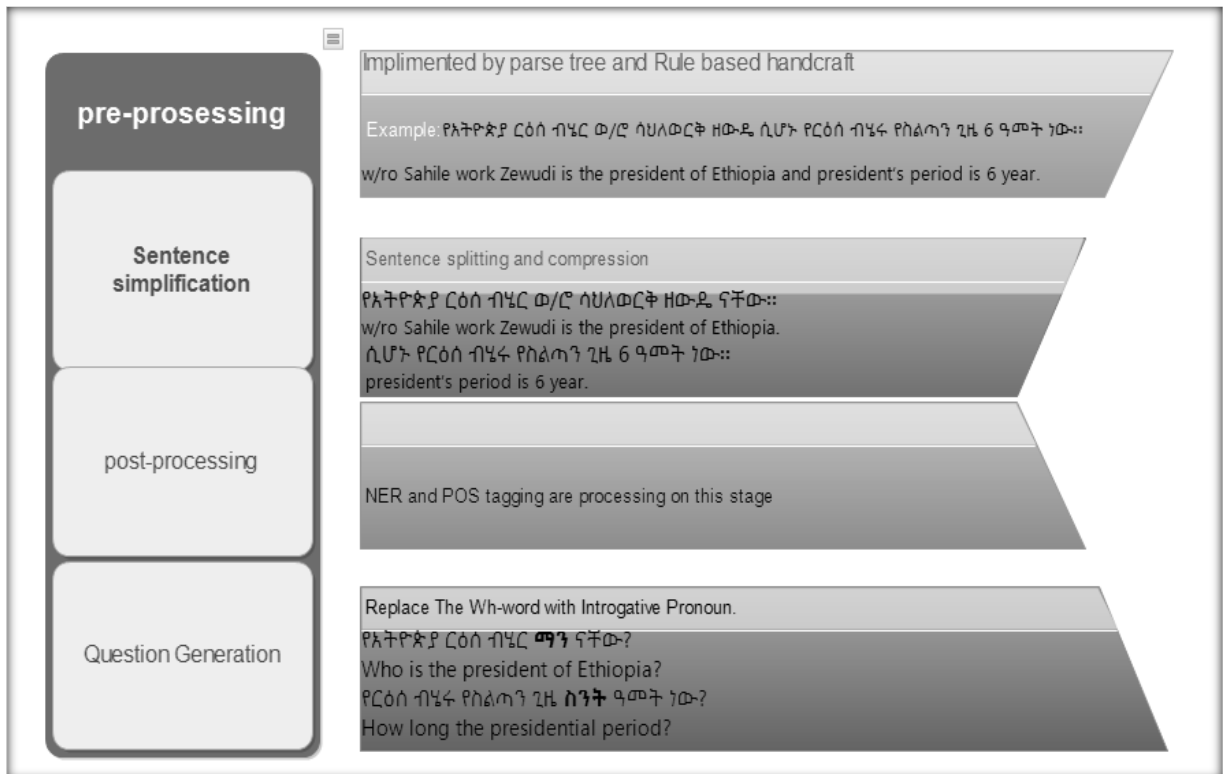 pre-prosessing
Implimented by parse tree and Rule based handcraft
Example:የኢትዮጵያ ርዕሰ ብሄር ወ/ሮ ሳህለወርቅ ዘውዴ ሲሆኑ የርዕሰ ብሄሩ የስልጣን ጊዜ 6 ዓመት ነው።
w/ro Sahile work Zewudi is the president of Ethiopia and president's period is 6 year.
Sentence
simplification
Sentence splitting and compression
የኢትዮጵያ ርዕሰ ብሄር ወ/ሮ ሳህለወርቅ ዘውዴ ናቸው።
w/ro Sahile work Zewudi is the president of Ethiopia.
ሲሆኑ የርዕሰ ብሄሩ የስልጣን ጊዜ 6 ዓመት ነው።
president's period is 6 year.
post-processing
NER and POS tagging are processing on this stage
Question Generation
Replace The Wh-word with Introgative Pronoun.
የኢትዮጵያ ርዕሰ ብሄር ማን ናቸው?
Who is the president of Ethiopia?
የርዕሰ ብሄሩ የስልጣን ጊዜ ስንት ዓመት ነው?
How long the presidential period?